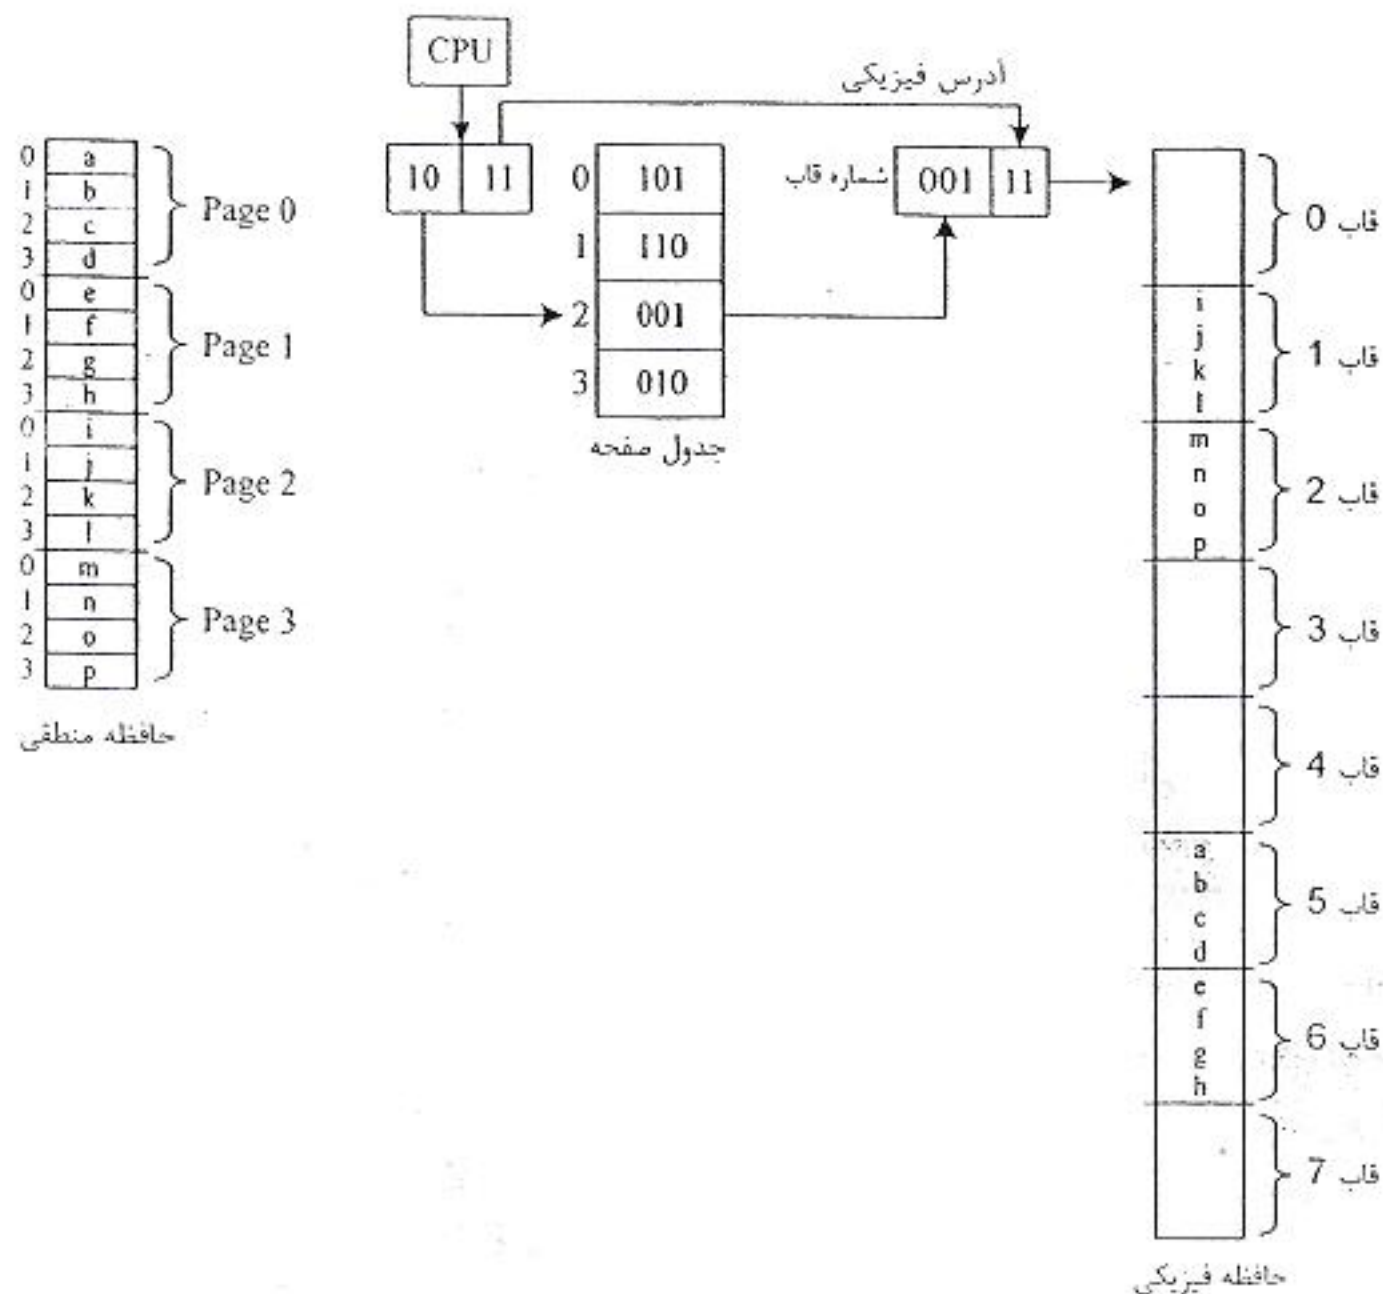 CPU
آدرس فیزیکی
10 11
شماره قاب
001 11
0 a
1 b
2 c
3 d
Page 0
0 e
1 f
2 g
3 h
Page 1
0 i
1 j
2 k
3 l
Page 2
0 m
1 n
2 o
3 p
Page 3
حافظه منطقی
0 101
1 110
2 001
3 010
جدول صفحه
قاب 0
i
j
k
l
قاب 1
m
n
o
p
قاب 2
قاب 3
قاب 4
a
b
c
d
قاب 5
e
f
g
h
قاب 6
قاب 7
حافظه فیزیکی